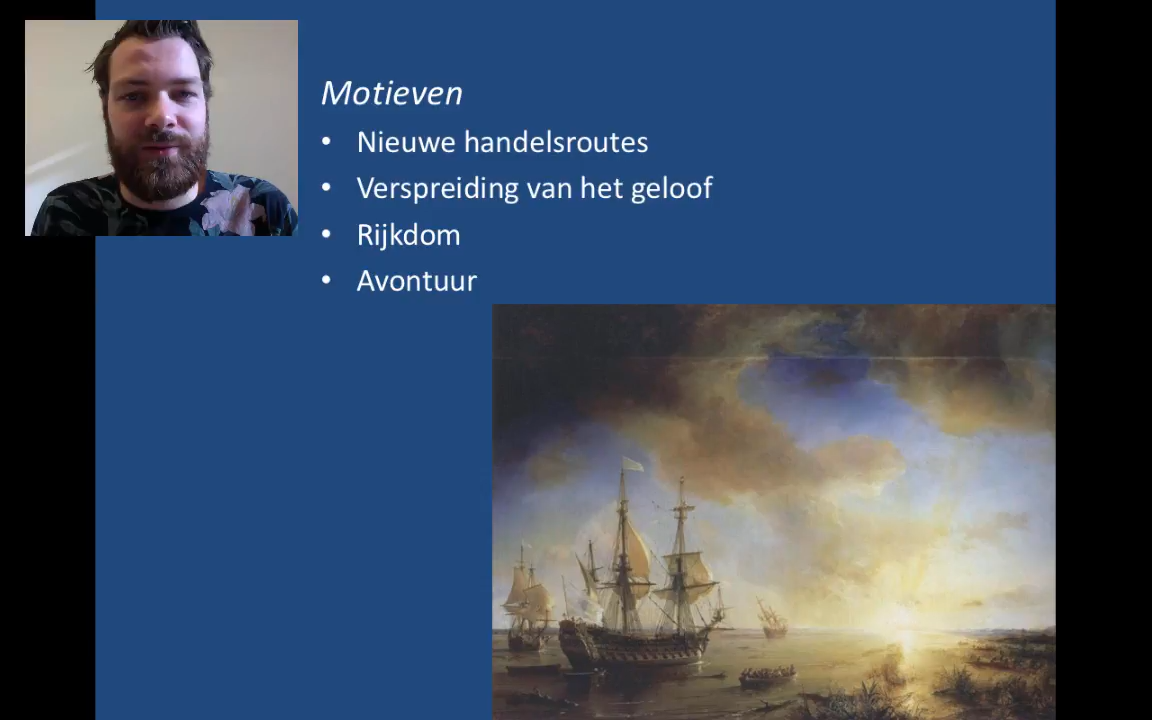 Motieven
• Nieuwe handelsroutes
• Verspreiding van het geloof
• Rijkdom
• Avontuur